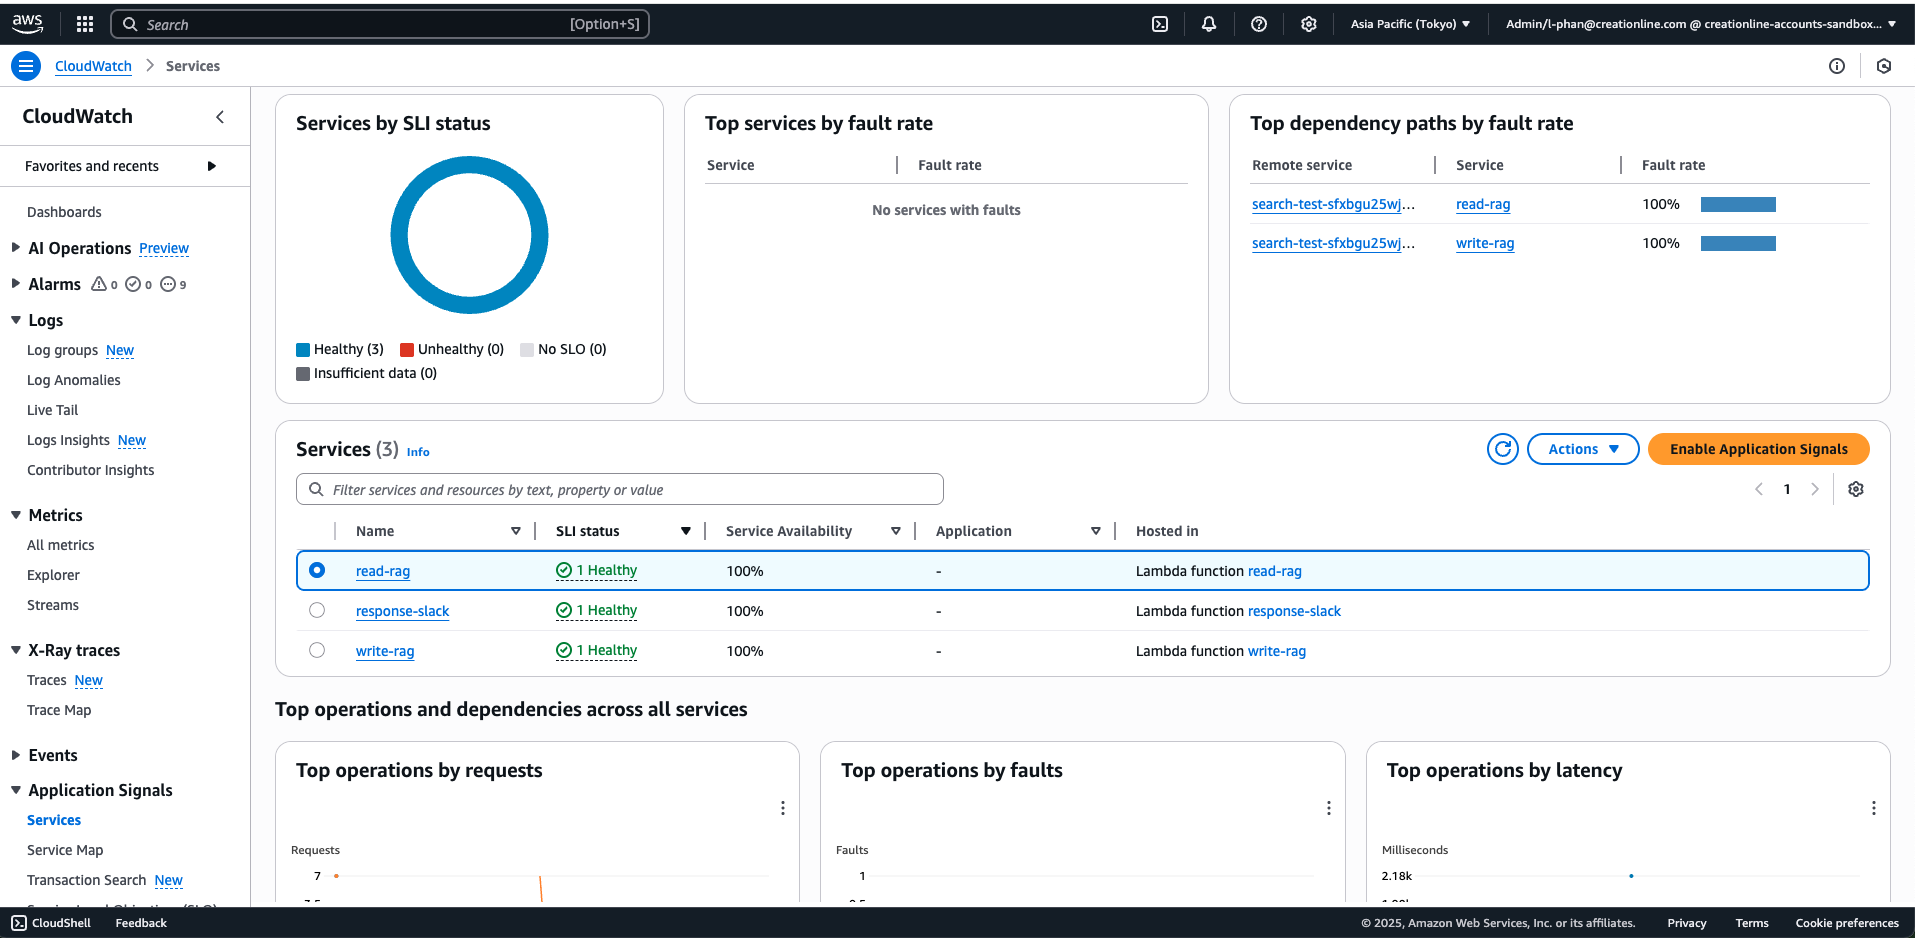 aws
Search [Option+S]
Asia Pacific (Tokyo)
Admin/l-phan@creationline.com @ creationline-accounts-sandbox...
CloudWatch
Services
CloudWatch
Favorites and recents
Dashboards
AI Operations Preview
Alarms 0 0 9
Logs
Log groups New
Log Anomalies
Live Tail
Logs Insights New
Contributor Insights
Metrics
All metrics
Explorer
Streams
X-Ray traces
Traces New
Trace Map
Events
Application Signals
Services
Service Map
Transaction Search New
Services by SLI status
Healthy (3) Unhealthy (0) No SLO (0)
Insufficient data (0)
Top services by fault rate
Service Fault rate
No services with faults
Top dependency paths by fault rate
Remote service Service Fault rate
search-test-sfxbgu25wj... read-rag 100%
search-test-sfxbgu25wj... write-rag 100%
Services (3) Info
Actions
Enable Application Signals
Filter services and resources by text, property or value
1
Name SLI status Service Availability Application Hosted in
read-rag 1 Healthy 100% - Lambda function read-rag
response-slack 1 Healthy 100% - Lambda function response-slack
write-rag 1 Healthy 100% - Lambda function write-rag
Top operations and dependencies across all services
Top operations by requests
Requests
7
Top operations by faults
Faults
1
Top operations by latency
Milliseconds
2.18k
CloudShell
Feedback
© 2025, Amazon Web Services, Inc. or its affiliates.
Privacy
Terms
Cookie preferences